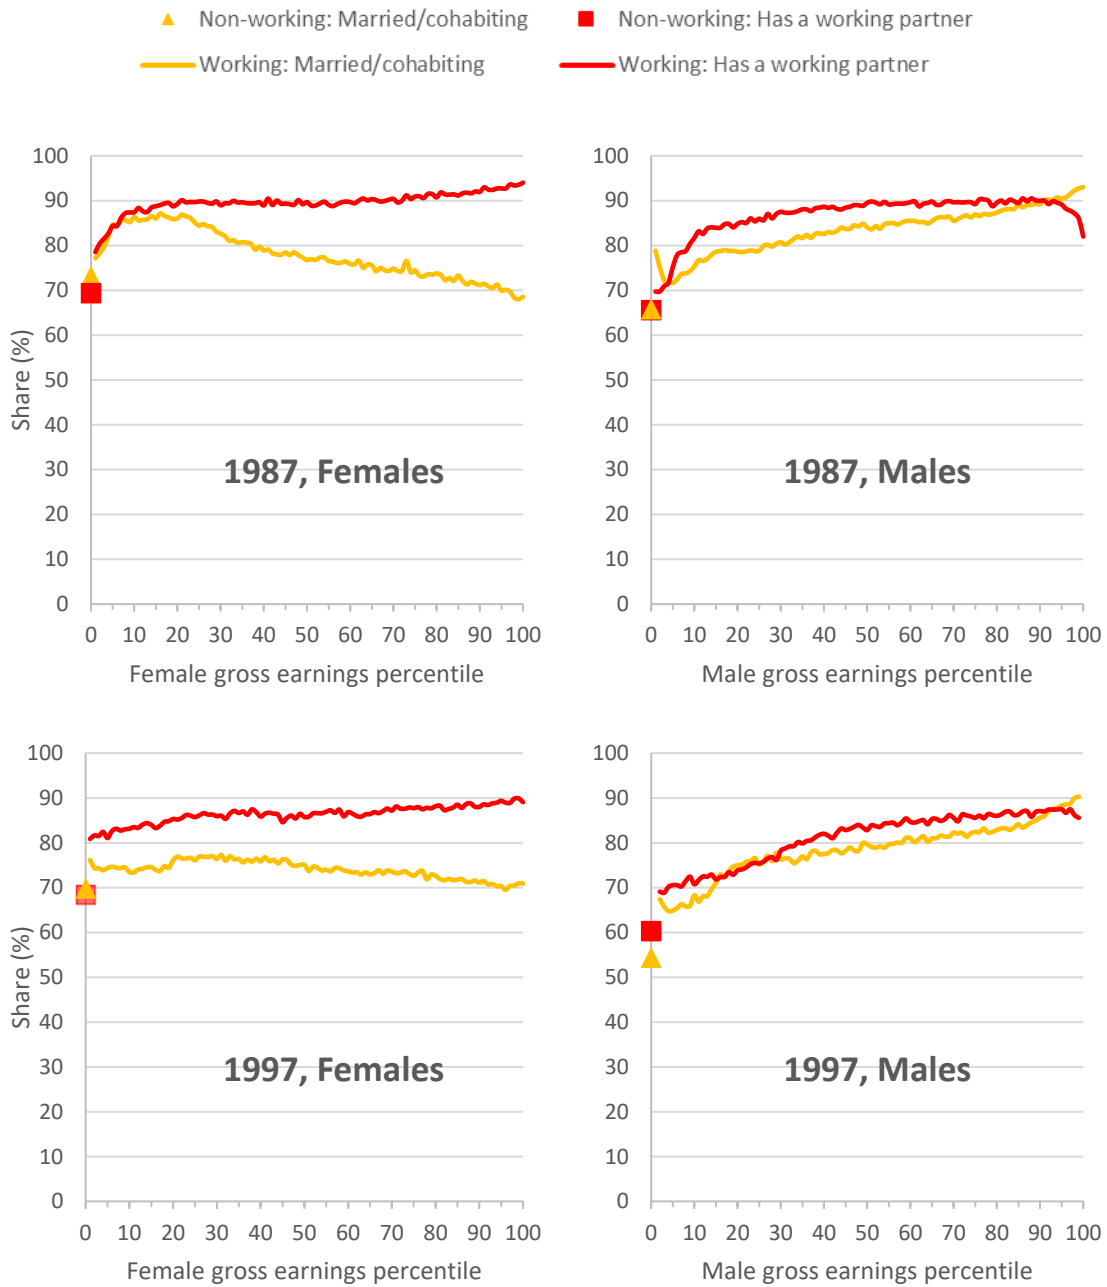 Non-working: Married/cohabiting
Non-working: Has a working partner
Working: Married/cohabiting
Working: Has a working partner
100
90
80
70
60
50
40
30
20
10
0
Share (%)
1987, Females
0 10 20 30 40 50 60 70 80 90 100
Female gross earnings percentile
100
90
80
70
60
50
40
30
20
10
0
1987, Males
0 10 20 30 40 50 60 70 80 90 100
Male gross earnings percentile
100
90
80
70
60
50
40
30
20
10
0
Share (%)
1997, Females
0 10 20 30 40 50 60 70 80 90 100
Female gross earnings percentile
100
90
80
70
60
50
40
30
20
10
0
1997, Males
0 10 20 30 40 50 60 70 80 90 100
Male gross earnings percentile